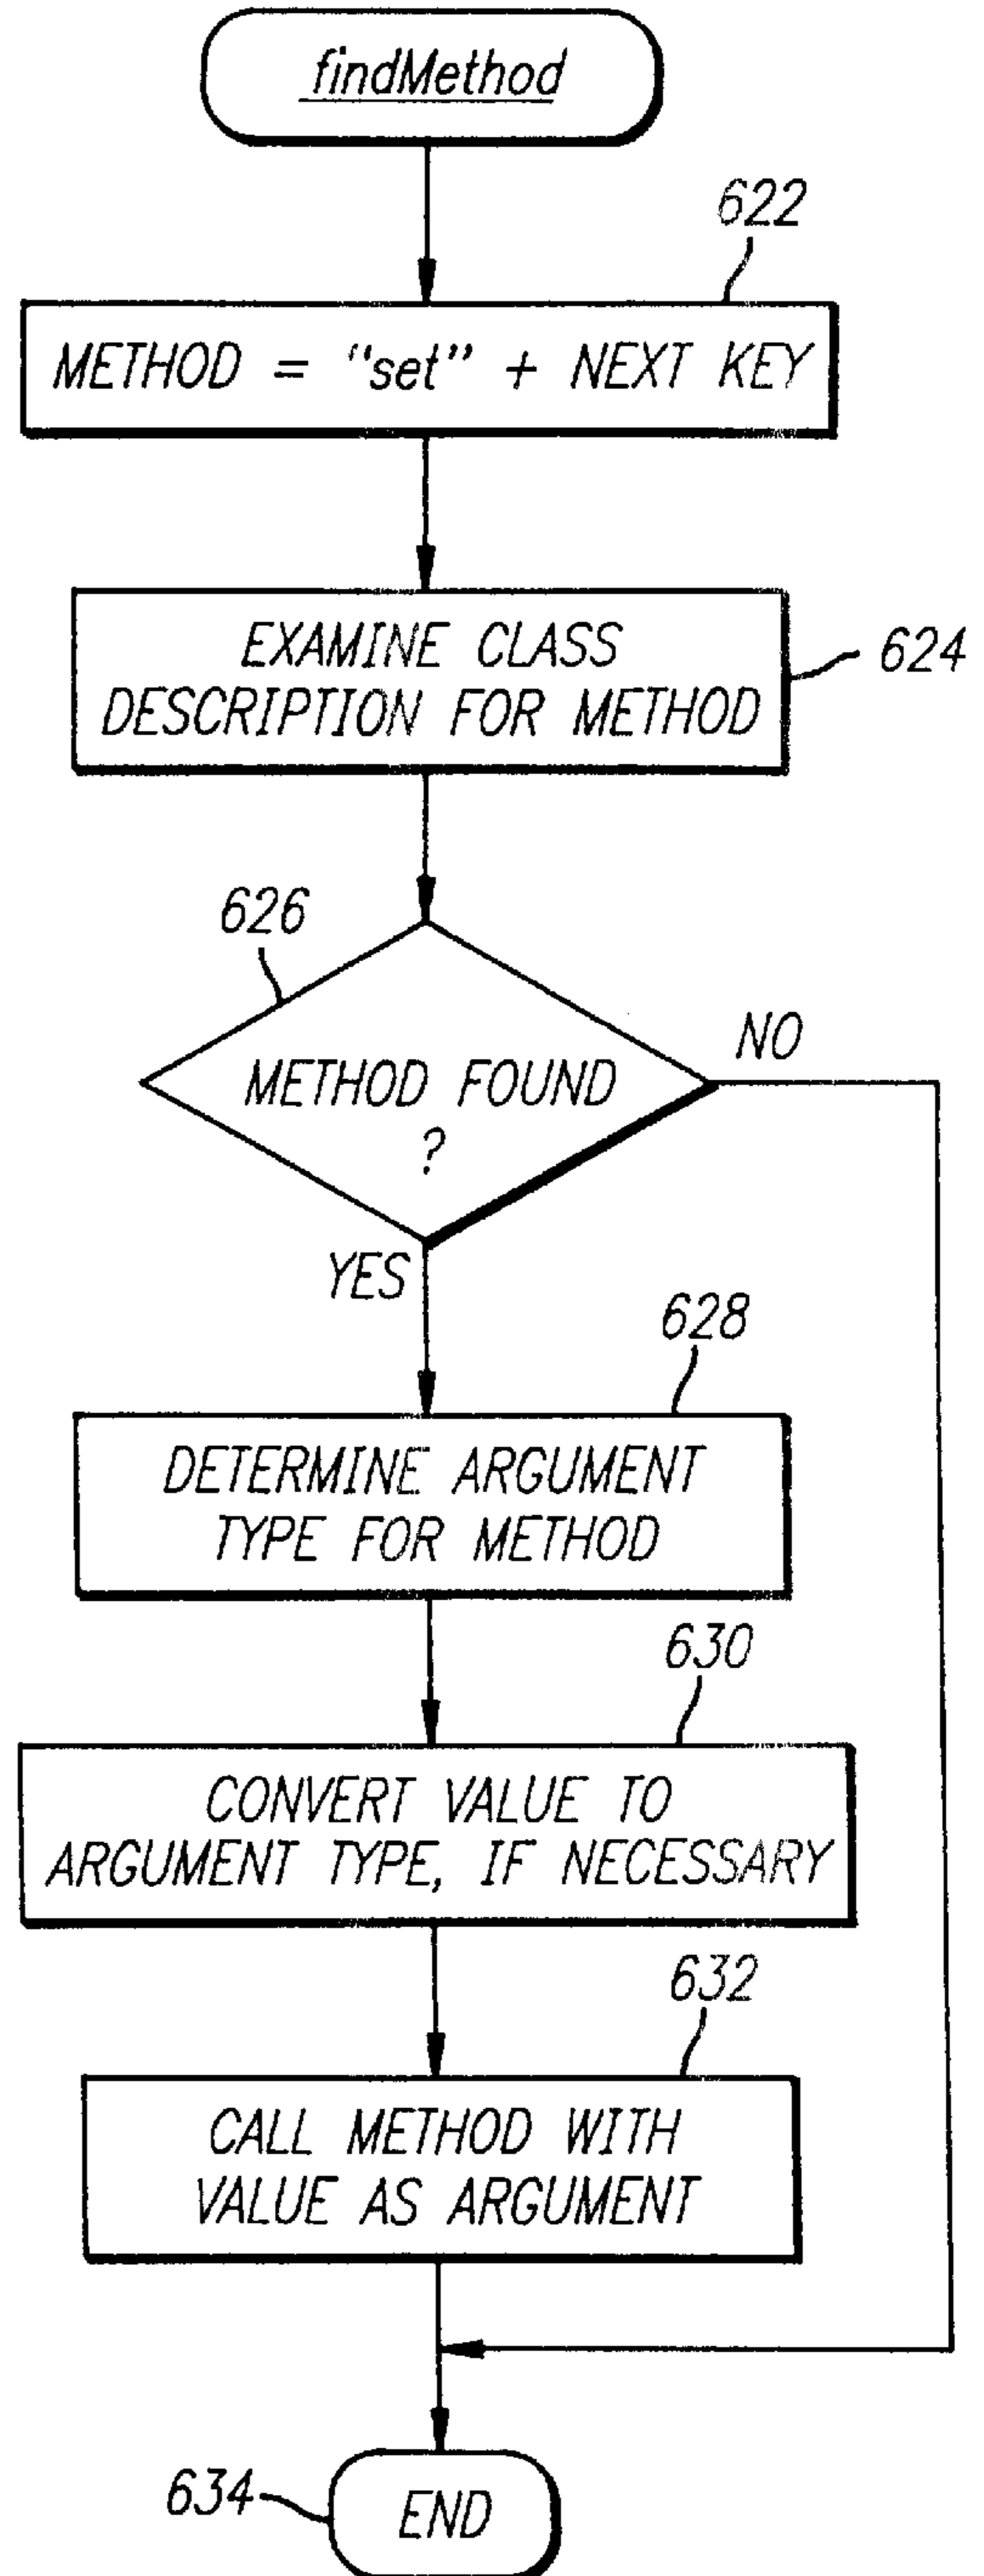 findMethod
622
METHOD = "set" + NEXT KEY
EXAMINE CLASS
DESCRIPTION FOR METHOD
624
626
METHOD FOUND
?
NO
YES
628
DETERMINE ARGUMENT
TYPE FOR METHOD
630
CONVERT VALUE TO
ARGUMENT TYPE, IF NECESSARY
632
CALL METHOD WITH
VALUE AS ARGUMENT
634
END